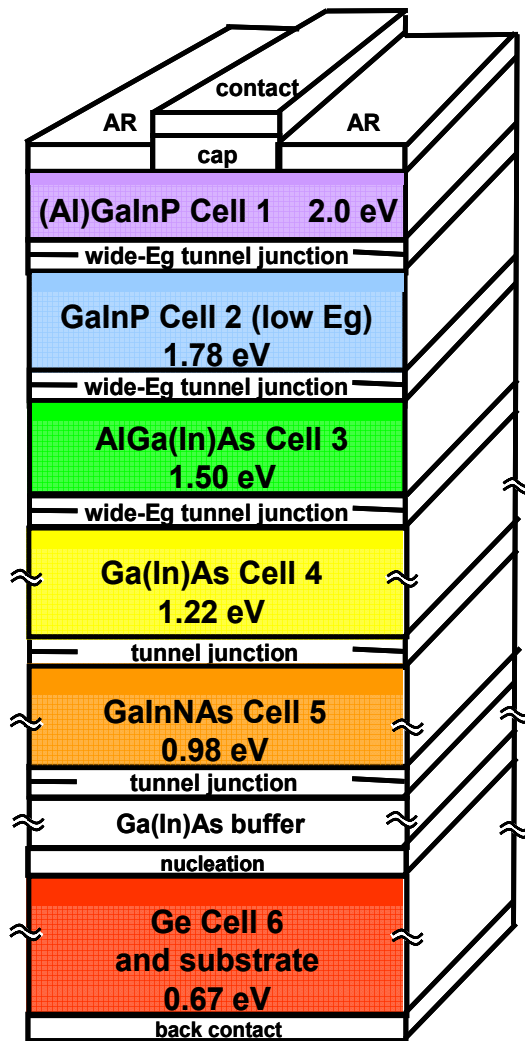 contact
AR
AR
cap
(Al)GaInP Cell 1 2.0 eV
wide-Eg tunnel junction
GaInP Cell 2 (low Eg)
1.78 eV
wide-Eg tunnel junction
AlGa(In)As Cell 3
1.50 eV
wide-Eg tunnel junction
Ga(In)As Cell 4
1.22 eV
tunnel junction
GaInNAs Cell 5
0.98 eV
tunnel junction
Ga(In)As buffer
nucleation
Ge Cell 6
and substrate
0.67 eV
back contact